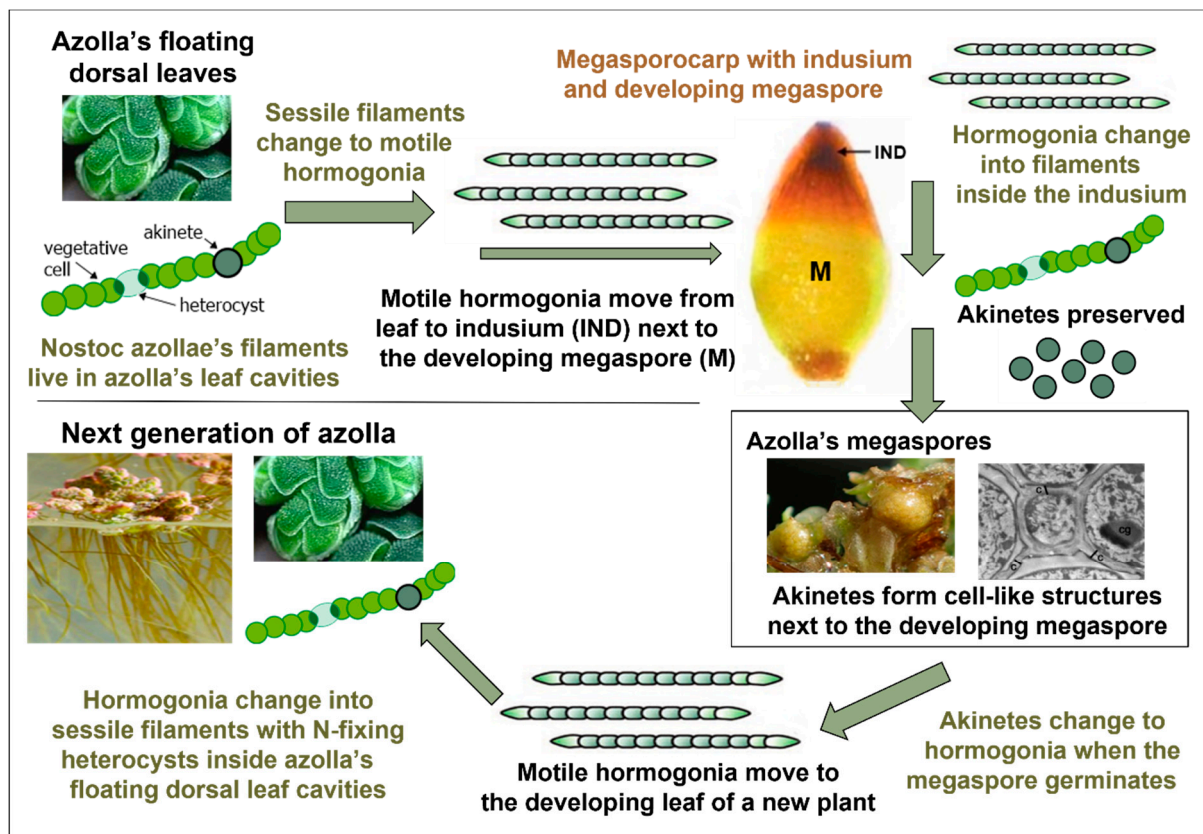 Azolla's floating
dorsal leaves
Sessile filaments
change to motile
hormogonia
akinete
vegetative
cell
heterocyst
Nostoc azollae's filaments
live in azolla's leaf cavities
Motile hormogonia move from
leaf to indusium (IND) next to
the developing megaspore (M)
Megasporocarp with indusium
and developing megaspore
IND
M
Hormogonia change
into filaments
inside the indusium
Akinetes preserved
Azolla's megaspores
c
cg
c
c
Akinetes form cell-like structures
next to the developing megaspore
Akinetes change to
hormogonia when the
megaspore germinates
Motile hormogonia move to
the developing leaf of a new plant
Next generation of azolla
Hormogonia change into
sessile filaments with N-fixing
heterocysts inside azolla's
floating dorsal leaf cavities